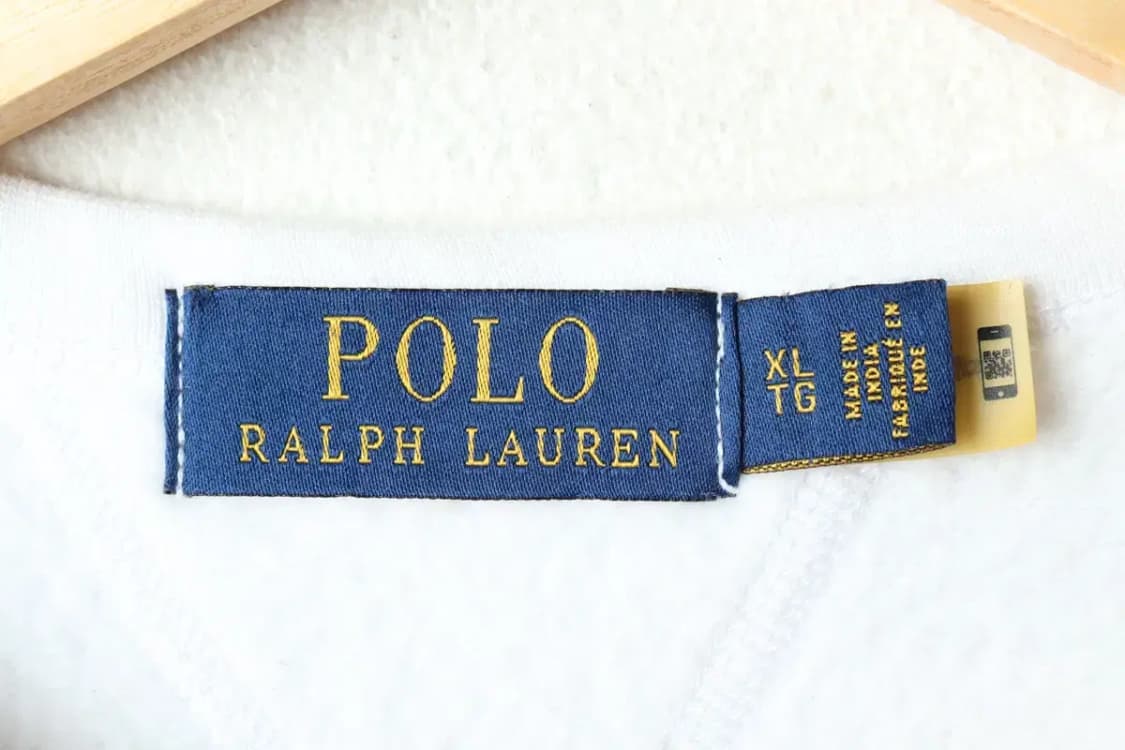 POLO
RALPH LAUREN
XL
TG
MADE IN
INDIA
FABRIQUÉ EN
INDE